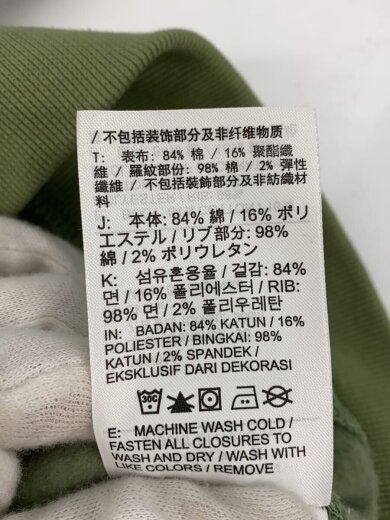 / 不包括装饰部分及非纤维物质
T: 表布: 84% 棉 / 16% 聚酯纖
維 / 羅紋部份: 98% 棉 / 2% 彈性
纖維 / 不包括裝飾部分及非紡織材
料
J: 本体: 84% 綿 / 16% ポリ
エステル / リブ部分: 98%
綿 / 2% ポリウレタン
K: 섬유혼용율 / 겉감: 84%
면 / 16% 폴리에스터 / RIB:
98% 면 / 2% 폴리우레탄
IN: BADAN: 84% KATUN / 16%
POLIESTER / BINGKAI: 98%
KATUN / 2% SPANDEK /
EKSKLUSIF DARI DEKORASI
30C
E: MACHINE WASH COLD /
FASTEN ALL CLOSURES TO
WASH AND DRY / WASH WITH
LIKE COLORS / REMOVE